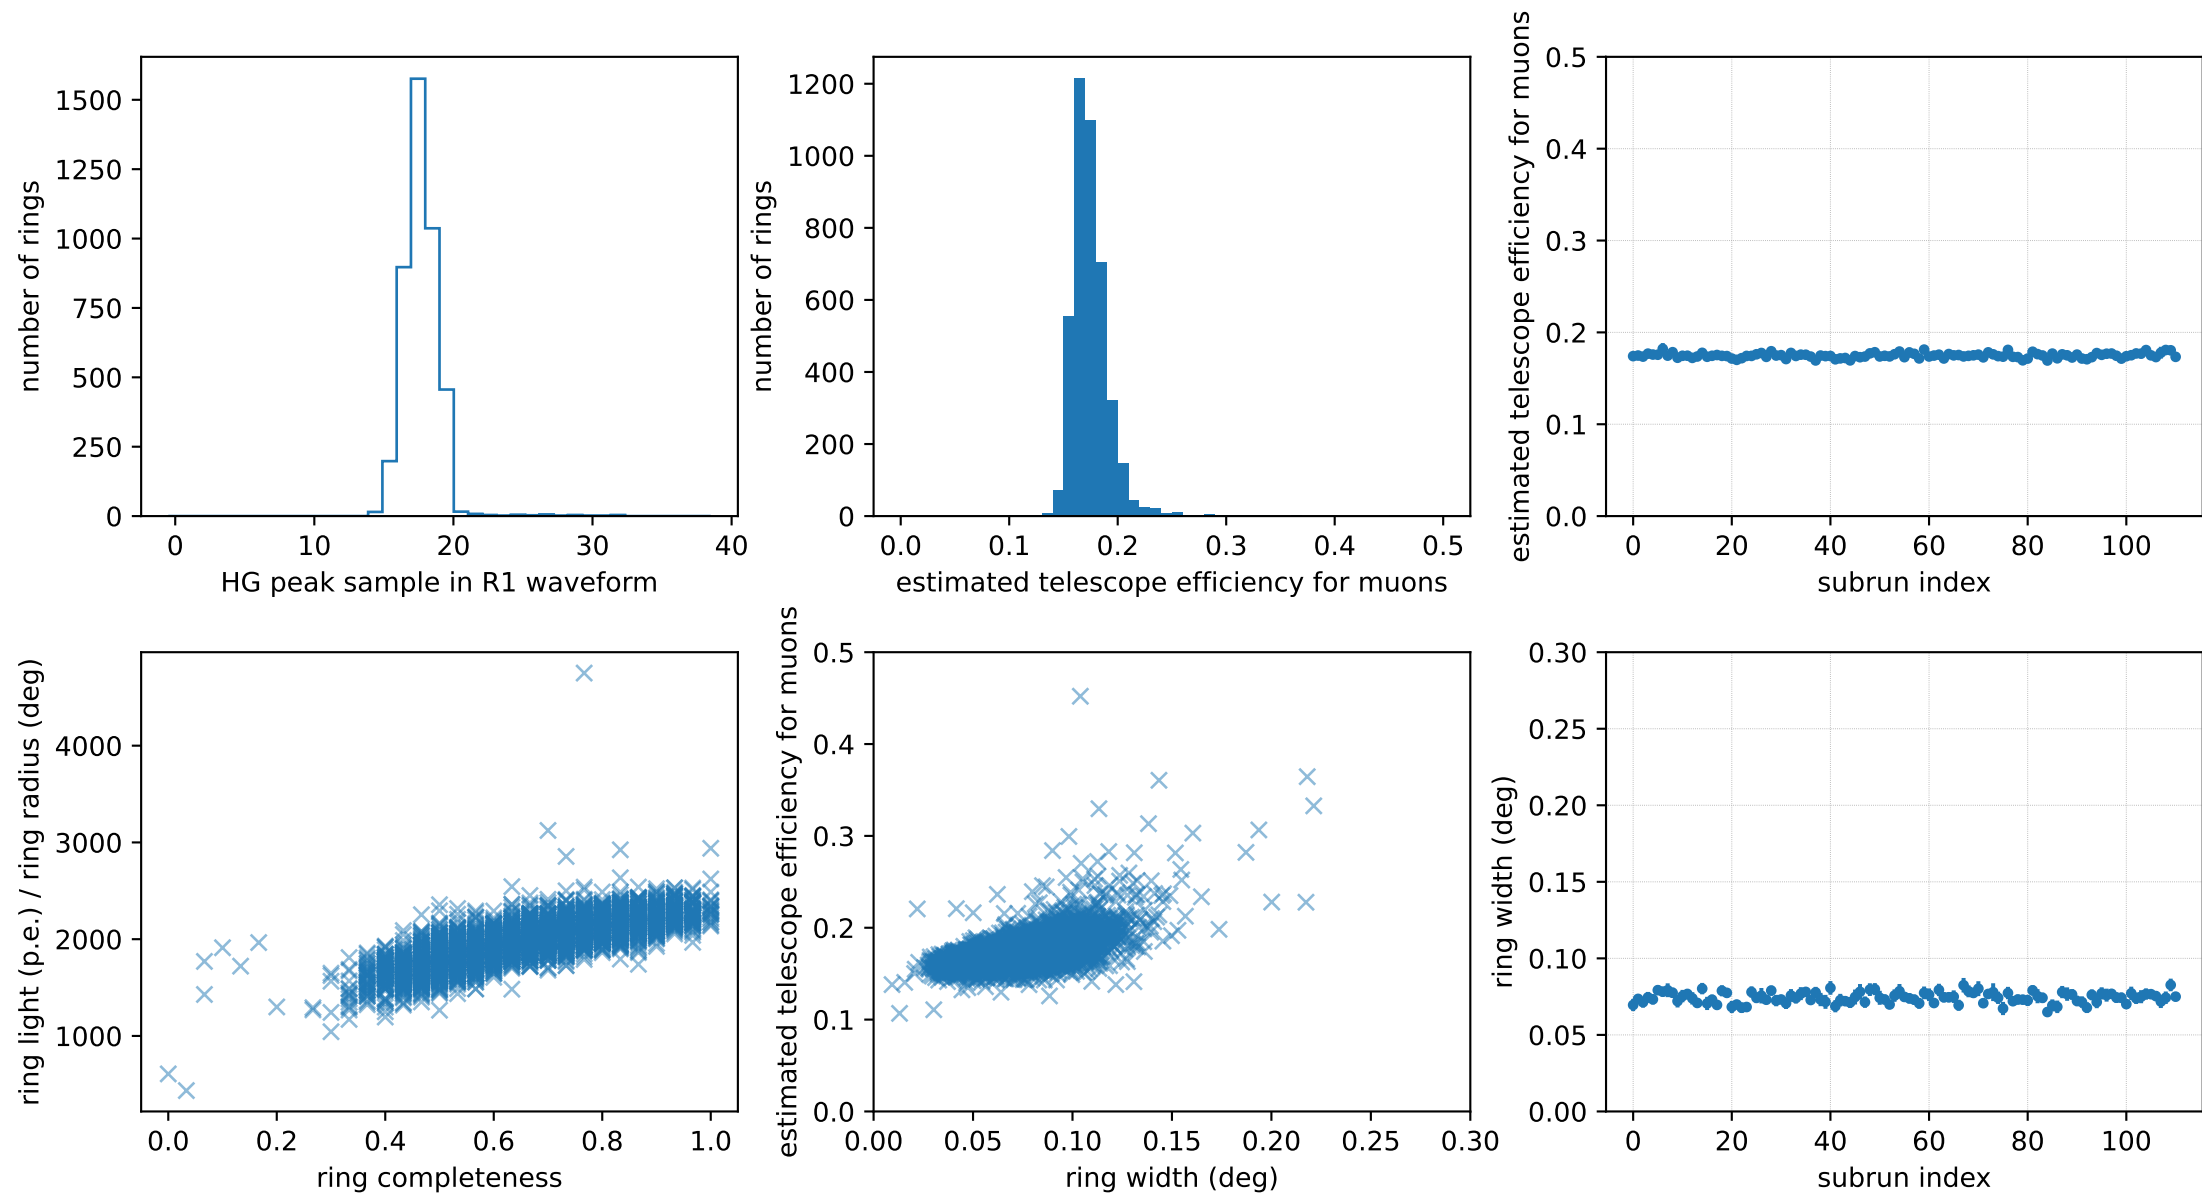 number of rings
1500
1250
1000
750
500
250
0
0 10 20 30 40
HG peak sample in R1 waveform
number of rings
1200
1000
800
600
400
200
0
0.0 0.1 0.2 0.3 0.4 0.5
estimated telescope efficiency for muons
estimated telescope efficiency for muons
0.5
0.4
0.3
0.2
0.1
0.0
0 20 40 60 80 100
subrun index
ring light (p.e.) / ring radius (deg)
4000
3000
2000
1000
0.0 0.2 0.4 0.6 0.8 1.0
ring completeness
estimated telescope efficiency for muons
0.5
0.4
0.3
0.2
0.1
0.0
0.00 0.05 0.10 0.15 0.20 0.25 0.30
ring width (deg)
ring width (deg)
0.30
0.25
0.20
0.15
0.10
0.05
0.00
0 20 40 60 80 100
subrun index